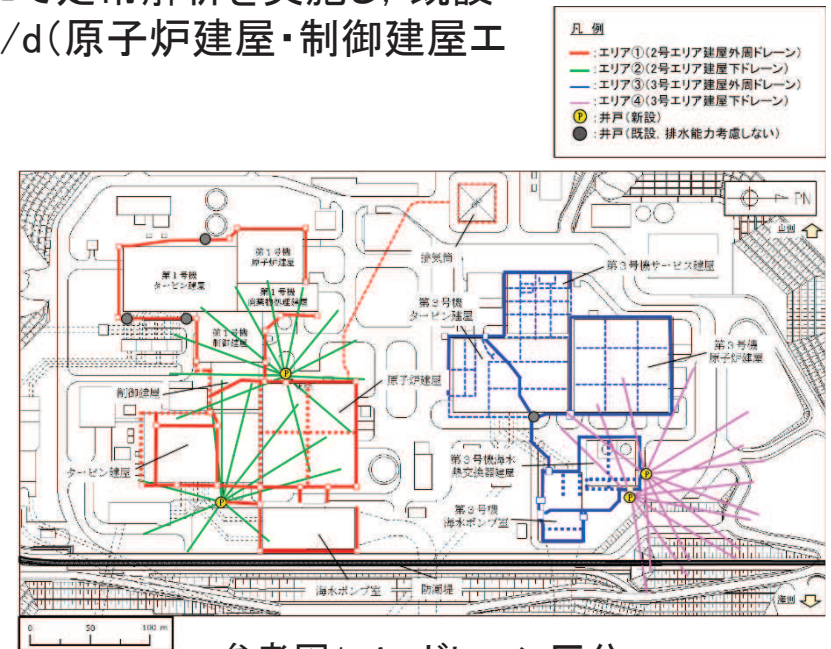 で定常解析を実施し，既設
/d(原子炉建屋・制御建屋エ
凡 例
：エリア①(2号エリア建屋外周ドレーン)
：エリア②(2号エリア建屋下ドレーン)
：エリア③(3号エリア建屋外周ドレーン)
：エリア④(3号エリア建屋下ドレーン)
P ：井戸(新設)
：井戸(既設，排水能力考慮しない)
PN
山側
排気筒
第1号機
原子炉建屋
第1号機
タービン建屋
第1号機
廃棄物処理建屋
第1号機
制御建屋
制御建屋
原子炉建屋
タービン建屋
海水ポンプ室
防潮堤
第3号機サービス建屋
第3号機
タービン建屋
第3号機
原子炉建屋
第3号機海水
熱交換器建屋
第3号機
海水ポンプ室
P
P
P
P
海側
0 50 100 m